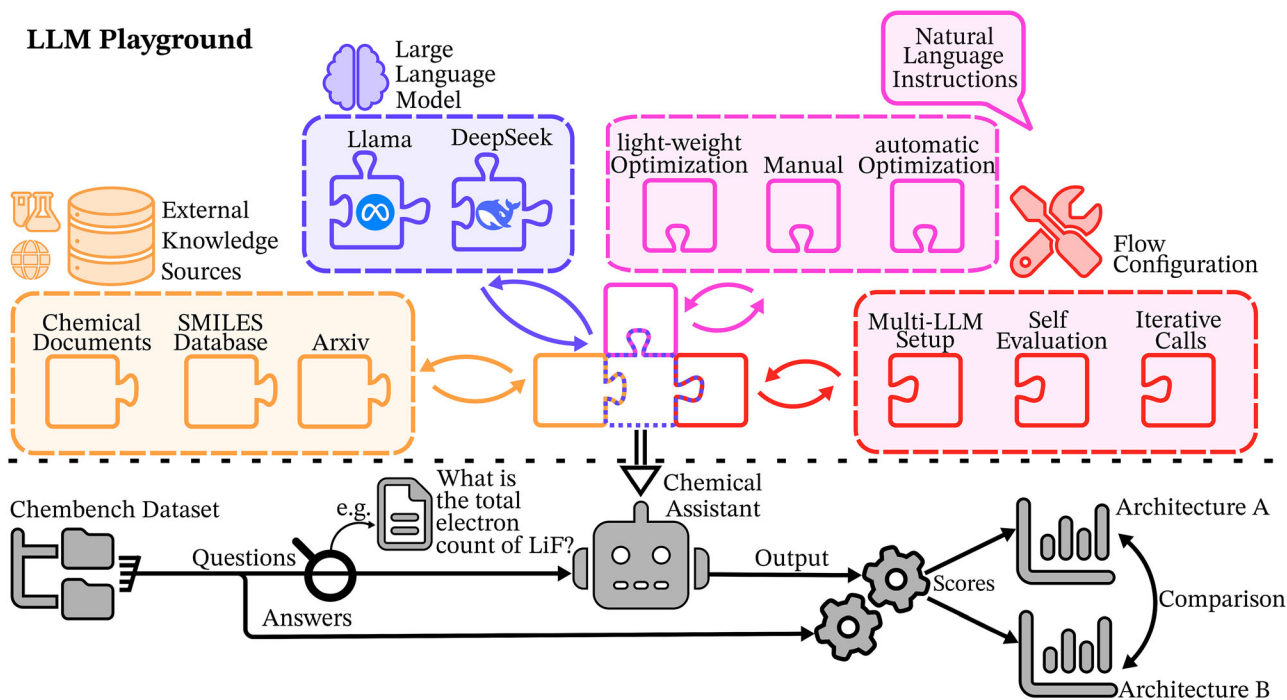 LLM Playground
Large
Language
Model
Natural
Language
Instructions
Llama
DeepSeek
light-weight
Optimization
Manual
automatic
Optimization
External
Knowledge
Sources
Flow
Configuration
Chemical
Documents
SMILES
Database
Arxiv
Multi-LLM
Setup
Self
Evaluation
Iterative
Calls
Chembench Dataset
Questions
e.g.
What is
the total
electron
count of LiF?
Answers
Chemical
Assistant
Output
Scores
Architecture A
Comparison
Architecture B